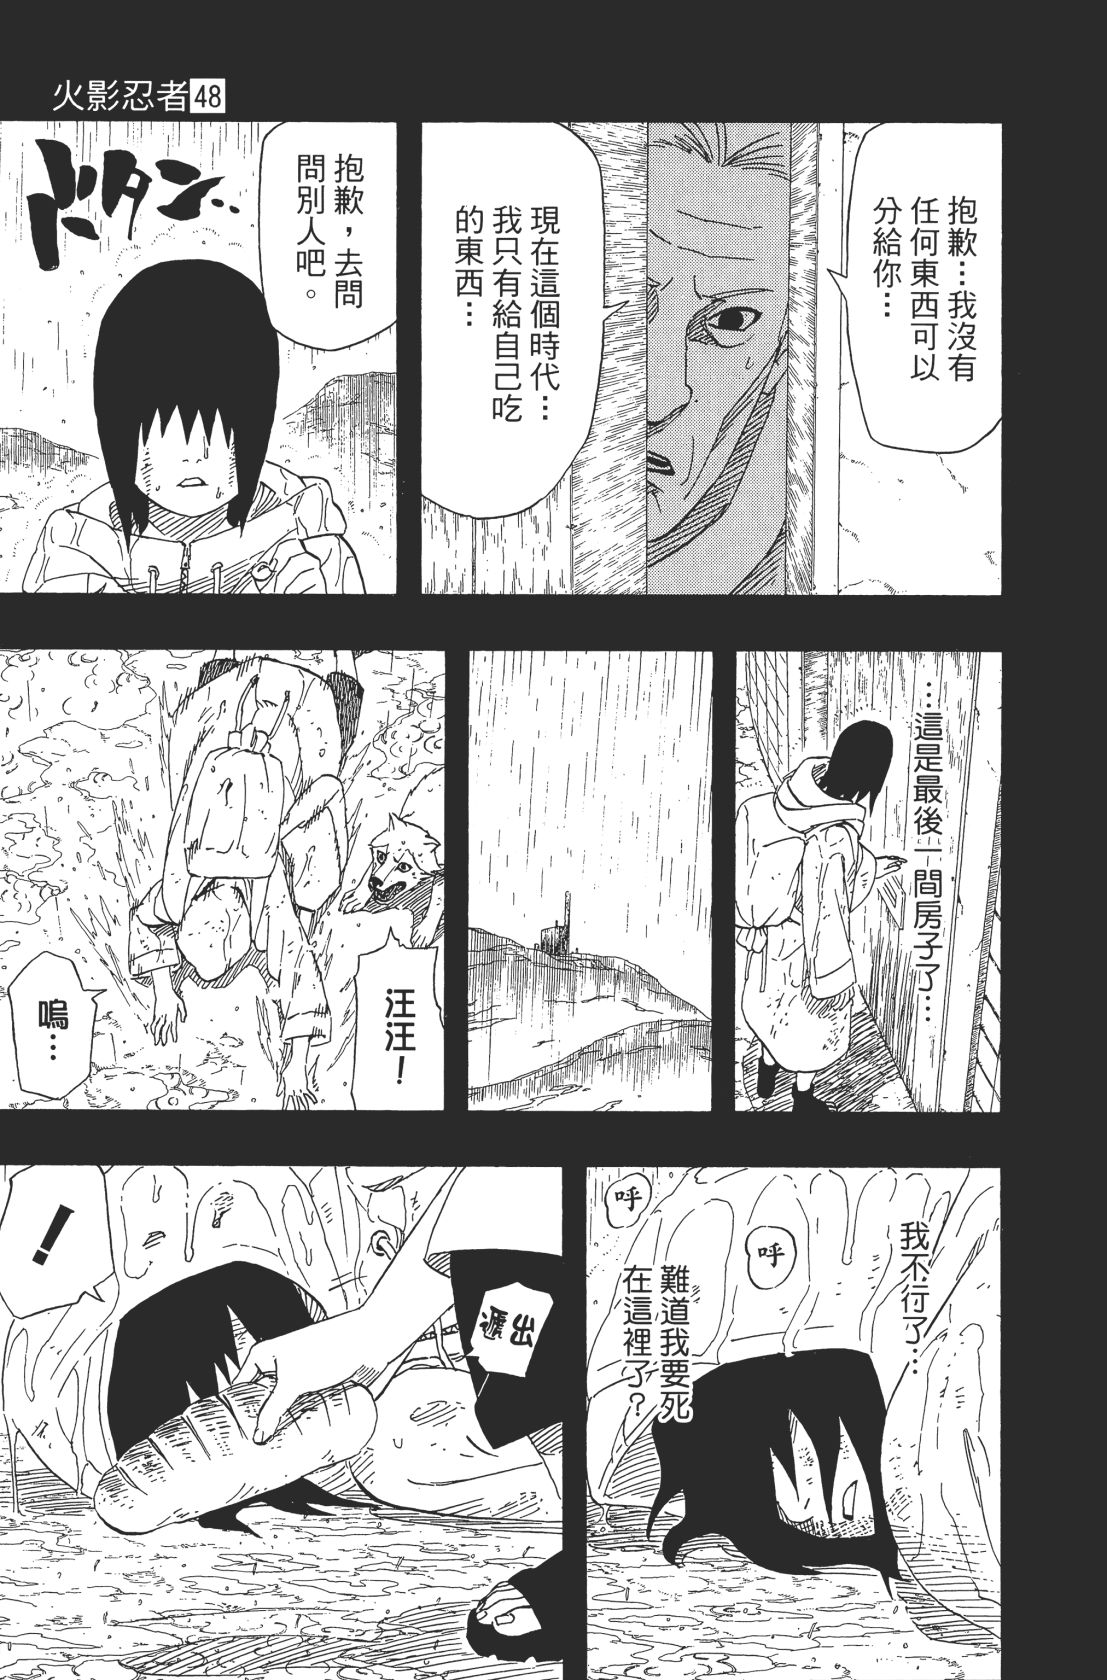 火影忍者48
抱歉…我沒有
任何東西可以
分給你…
現在這個時代…
我只有給自己吃
的東西…
抱歉，去問
問別人吧。
ドタン…
…這是最後一間房子了…
汪汪！
嗚…
我不行了…
呼
呼
難道我要死
在這裡了？
遞出
！